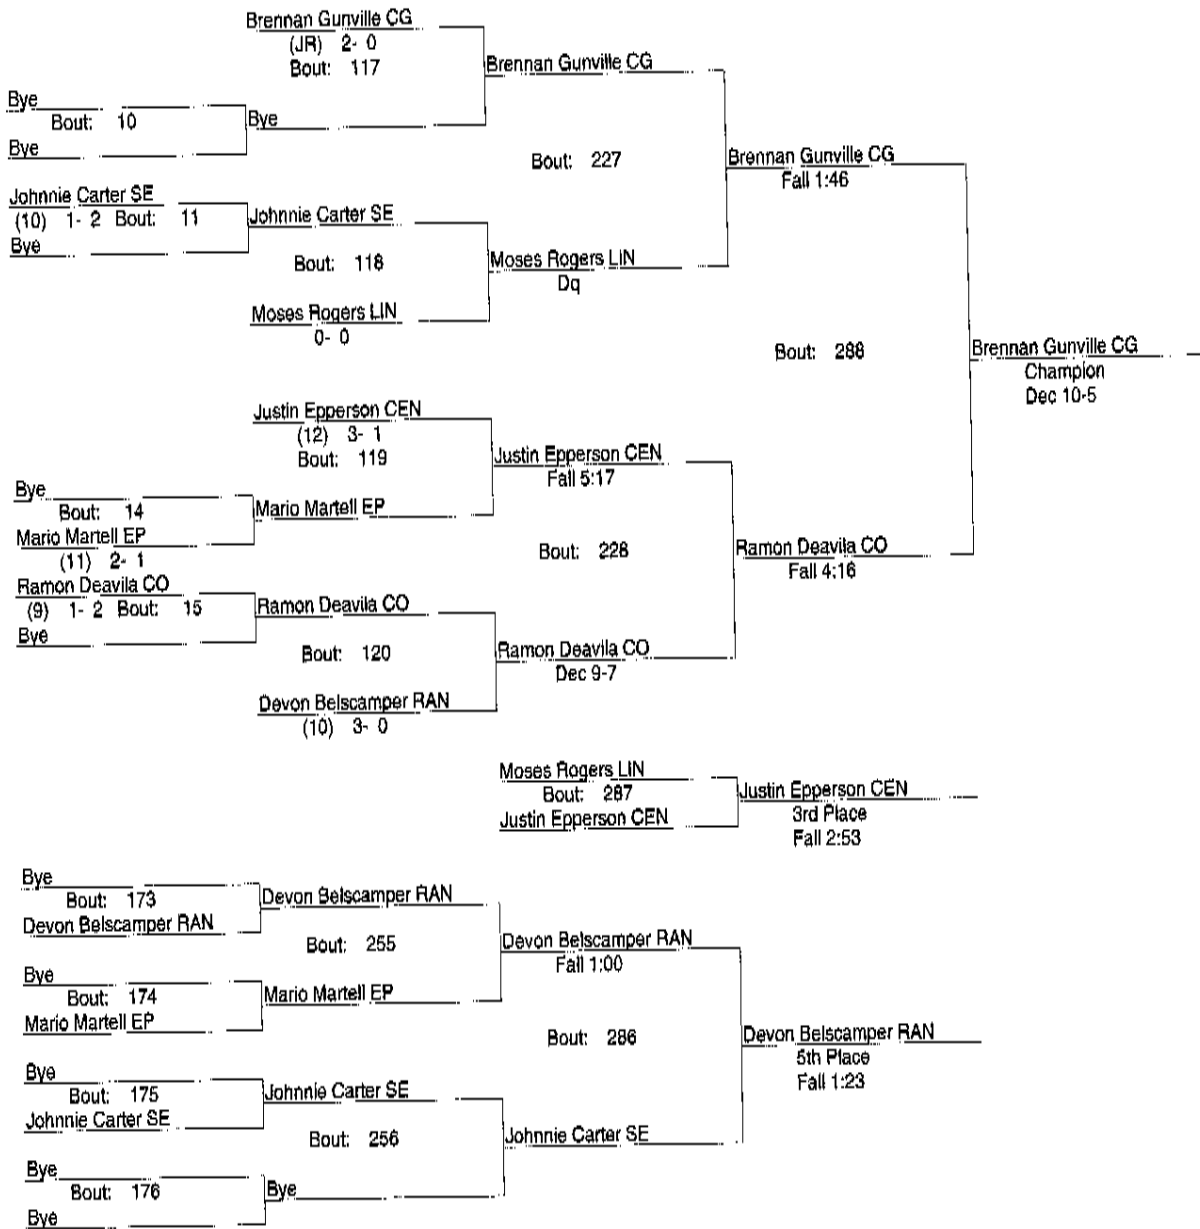 Brennan Gunville CG
(JR) 2- 0
Bout: 117
Brennan Gunville CG
Bye
Bout: 10
Bye
Bye
Bout: 227
Brennan Gunville CG
Fall 1:46
Johnnie Carter SE
(10) 1- 2 Bout: 11
Johnnie Carter SE
Bye
Bout: 118
Moses Rogers LIN
Dq
Moses Rogers LIN
0- 0
Bout: 288
Brennan Gunville CG
Champion
Dec 10-5
Justin Epperson CEN
(12) 3- 1
Bout: 119
Justin Epperson CEN
Fall 5:17
Bye
Bout: 14
Mario Martell EP
Mario Martell EP
(11) 2- 1
Bout: 228
Ramon Deavila CO
Fall 4:16
Ramon Deavila CO
(9) 1- 2 Bout: 15
Ramon Deavila CO
Bye
Bout: 120
Ramon Deavila CO
Dec 9-7
Devon Belscamper RAN
(10) 3- 0
Moses Rogers LIN
Bout: 287
Justin Epperson CEN
Justin Epperson CEN
3rd Place
Fall 2:53
Bye
Bout: 173
Devon Belscamper RAN
Devon Belscamper RAN
Bout: 255
Devon Belscamper RAN
Fall 1:00
Bye
Bout: 174
Mario Martell EP
Mario Martell EP
Bout: 286
Devon Belscamper RAN
5th Place
Fall 1:23
Bye
Bout: 175
Johnnie Carter SE
Johnnie Carter SE
Bout: 256
Johnnie Carter SE
Bye
Bout: 176
Bye
Bye